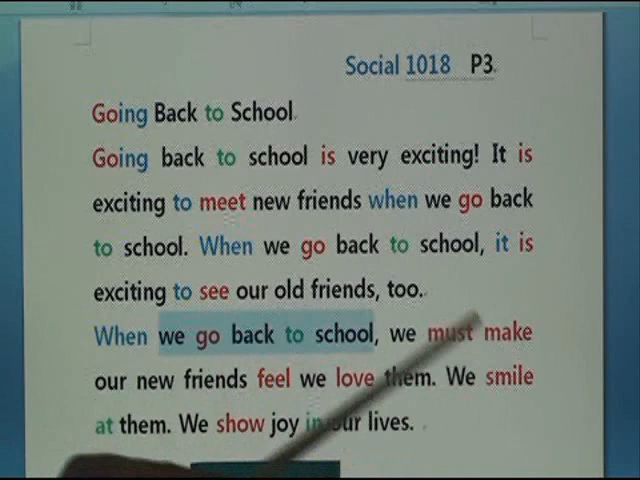 Social 1018 P3.
Going Back to School
Going back to school is very exciting! It is
exciting to meet new friends when we go back
to school. When we go back to school, it is
exciting to see our old friends, too.
When we go back to school, we must make
our new friends feel we love them. We smile
at them. We show joy in our lives.